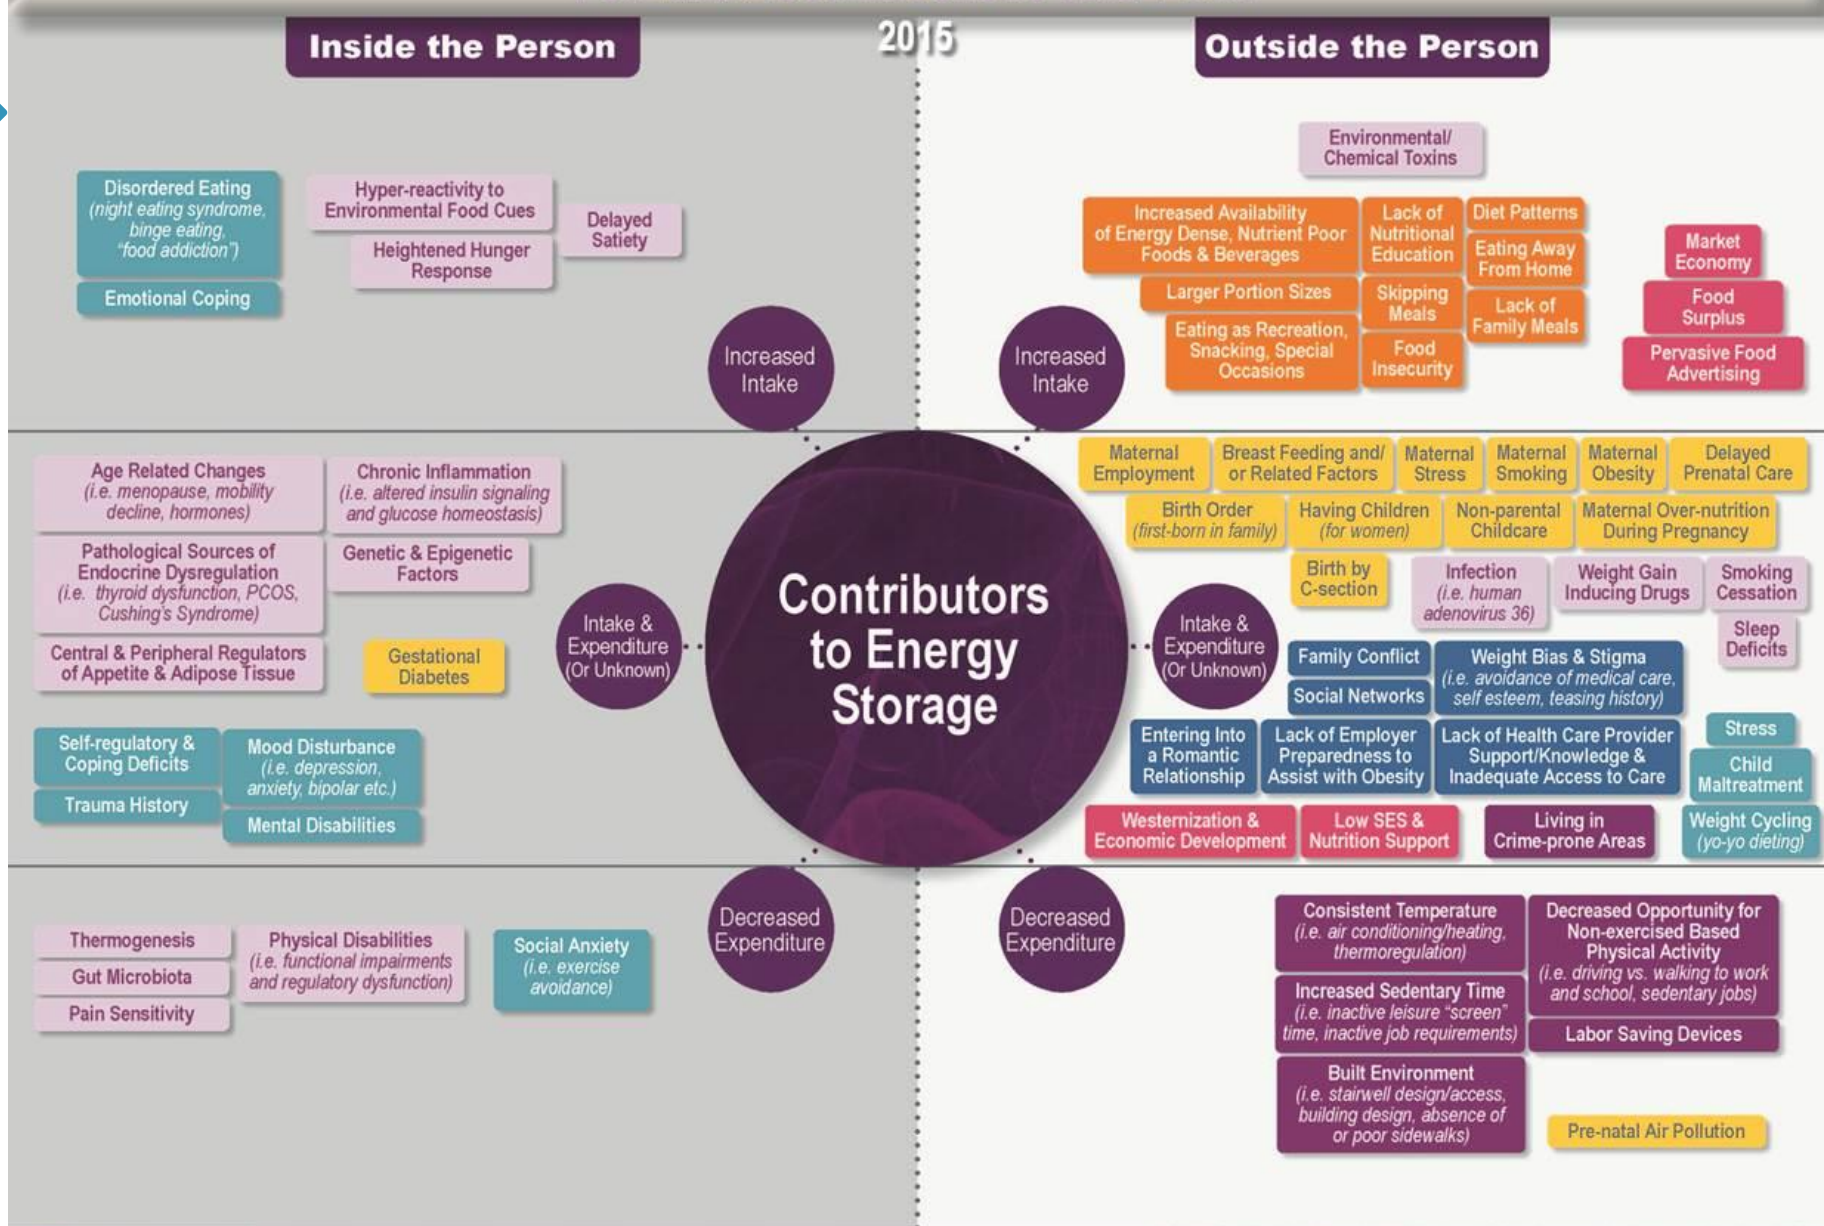 2015
Inside the Person
Outside the Person
Disordered Eating
(night eating syndrome,
binge eating,
“food addiction”)
Emotional Coping
Hyper-reactivity to
Environmental Food Cues
Heightened Hunger
Response
Delayed
Satiety
Increased
Intake
Increased
Intake
Environmental/
Chemical Toxins
Increased Availability
of Energy Dense, Nutrient Poor
Foods & Beverages
Larger Portion Sizes
Eating as Recreation,
Snacking, Special
Occasions
Lack of
Nutritional
Education
Skipping
Meals
Food
Insecurity
Diet Patterns
Eating Away
From Home
Lack of
Family Meals
Market
Economy
Food
Surplus
Pervasive Food
Advertising
Age Related Changes
(i.e. menopause, mobility
decline, hormones)
Chronic Inflammation
(i.e. altered insulin signaling
and glucose homeostasis)
Pathological Sources of
Endocrine Dysregulation
(i.e. thyroid dysfunction, PCOS,
Cushing's Syndrome)
Genetic & Epigenetic
Factors
Central & Peripheral Regulators
of Appetite & Adipose Tissue
Gestational
Diabetes
Self-regulatory &
Coping Deficits
Trauma History
Mood Disturbance
(i.e. depression,
anxiety, bipolar etc.)
Mental Disabilities
Intake &
Expenditure
(Or Unknown)
Contributors
to Energy
Storage
Intake &
Expenditure
(Or Unknown)
Maternal
Employment
Breast Feeding and/
or Related Factors
Maternal
Stress
Maternal
Smoking
Maternal
Obesity
Delayed
Prenatal Care
Birth Order
(first-born in family)
Having Children
(for women)
Non-parental
Childcare
Maternal Over-nutrition
During Pregnancy
Birth by
C-section
Infection
(i.e. human
adenovirus 36)
Weight Gain
Inducing Drugs
Smoking
Cessation
Sleep
Deficits
Family Conflict
Social Networks
Weight Bias & Stigma
(i.e. avoidance of medical care,
self esteem, teasing history)
Entering Into
a Romantic
Relationship
Lack of Employer
Preparedness to
Assist with Obesity
Lack of Health Care Provider
Support/Knowledge &
Inadequate Access to Care
Stress
Child
Maltreatment
Weight Cycling
(yo-yo dieting)
Westernization &
Economic Development
Low SES &
Nutrition Support
Living in
Crime-prone Areas
Thermogenesis
Gut Microbiota
Pain Sensitivity
Physical Disabilities
(i.e. functional impairments
and regulatory dysfunction)
Social Anxiety
(i.e. exercise
avoidance)
Decreased
Expenditure
Decreased
Expenditure
Consistent Temperature
(i.e. air conditioning/heating,
thermoregulation)
Increased Sedentary Time
(i.e. inactive leisure “screen”
time, inactive job requirements)
Built Environment
(i.e. stairwell design/access,
building design, absence of
or poor sidewalks)
Decreased Opportunity for
Non-exercised Based
Physical Activity
(i.e. driving vs. walking to work
and school, sedentary jobs)
Labor Saving Devices
Pre-natal Air Pollution